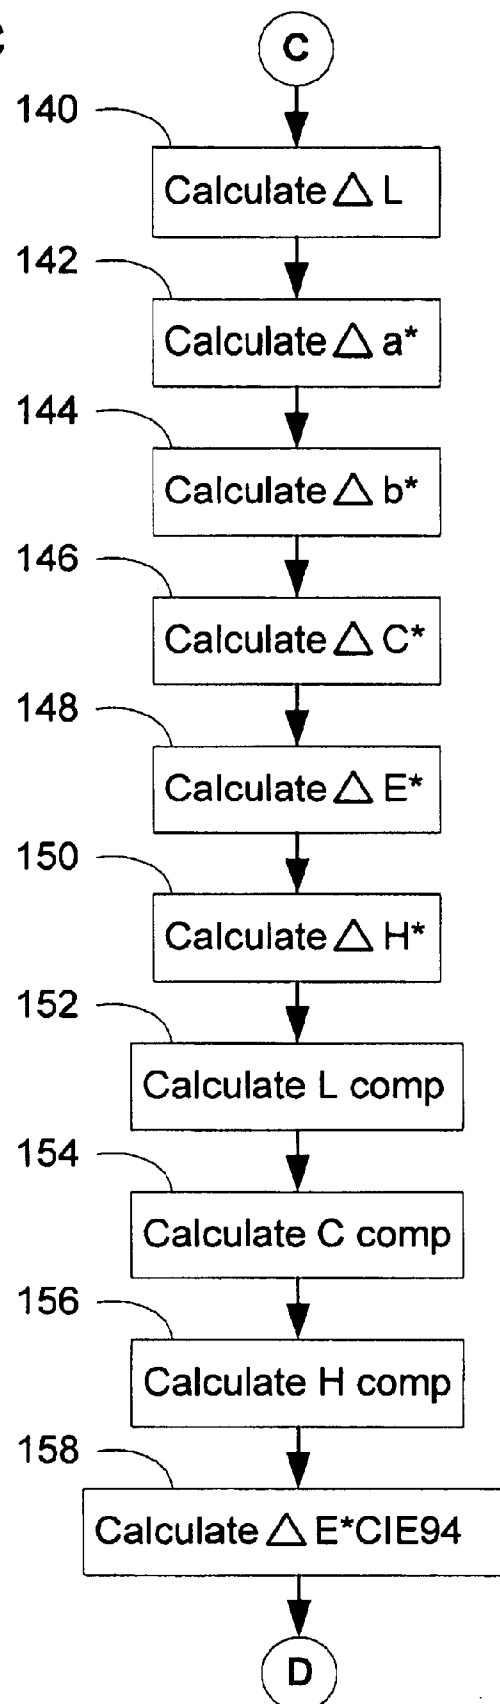 C
C
140
Calculate △ L
142
Calculate △ a*
144
Calculate △ b*
146
Calculate △ C*
148
Calculate △ E*
150
Calculate △ H*
152
Calculate L comp
154
Calculate C comp
156
Calculate H comp
158
Calculate △ E*CIE94
D